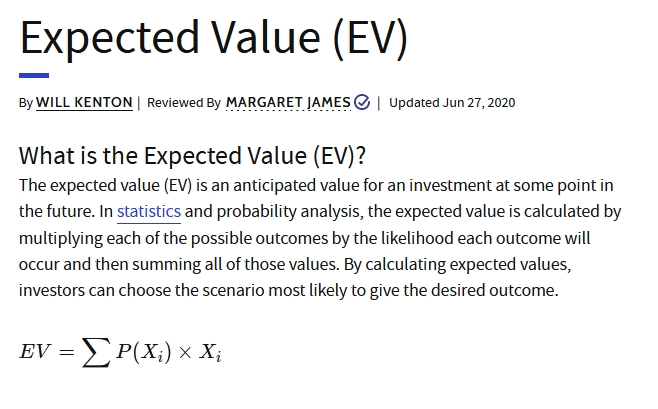 Expected Value (EV)
By WILL KENTON | Reviewed By MARGARET JAMES | Updated Jun 27, 2020
What is the Expected Value (EV)?
The expected value (EV) is an anticipated value for an investment at some point in
the future. In statistics and probability analysis, the expected value is calculated by
multiplying each of the possible outcomes by the likelihood each outcome will
occur and then summing all of those values. By calculating expected values,
investors can choose the scenario most likely to give the desired outcome.
EV = ∑ P(Xᵢ) × Xᵢ